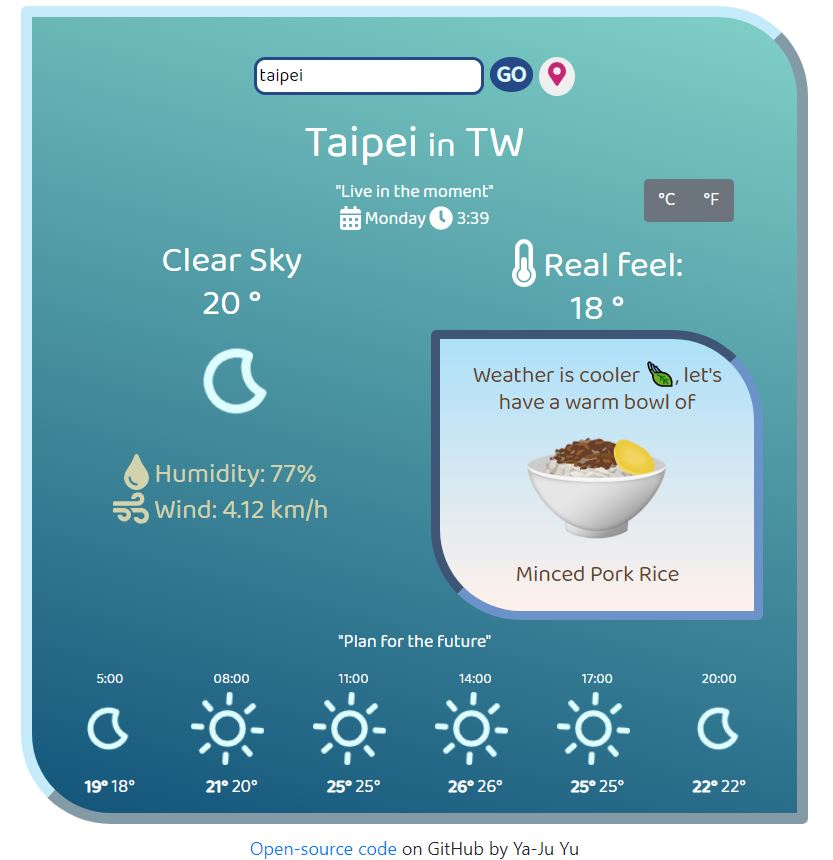 taipei GO
Taipei in TW
"Live in the moment"
Monday 3:39
°C °F
Clear Sky
20 °
Real feel:
18 °
Humidity: 77%
Wind: 4.12 km/h
Weather is cooler , let's
have a warm bowl of
Minced Pork Rice
"Plan for the future"
5:00 08:00 11:00 14:00 17:00 20:00
19° 18° 21° 20° 25° 25° 26° 26° 25° 25° 22° 22°
Open-source code on GitHub by Ya-Ju Yu